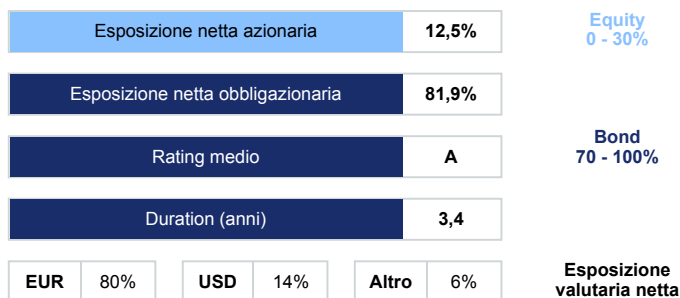 Esposizione netta azionaria 12,5% Equity
0 - 30%
Esposizione netta obbligazionaria 81,9%
Rating medio A Bond
70 - 100%
Duration (anni) 3,4
EUR 80% USD 14% Altro 6% Esposizione
valutaria netta